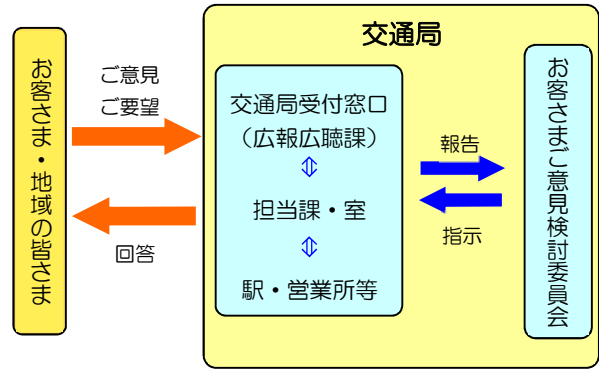 交通局
お客さま・地域の皆さま
ご意見
ご要望
回答
交通局受付窓口
（広報広聴課）
⇕
担当課・室
⇕
駅・営業所等
報告
指示
お客さまご意見検討委員会